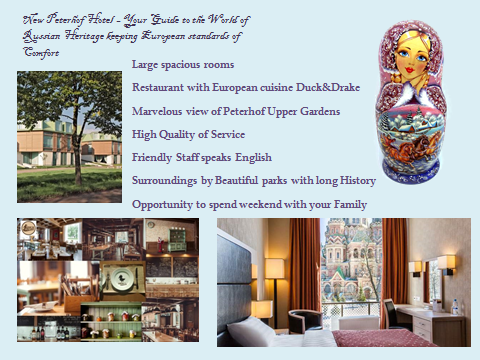 New Peterhof Hotel - Your Guide to the World of
Russian Heritage keeping European standards of
Comfort
Large spacious rooms
Restaurant with European cuisine Duck&Drake
Marvelous view of Peterhof Upper Gardens
High Quality of Service
Friendly Staff speaks English
Surroundings by Beautiful parks with long History
Opportunity to spend weekend with your Family